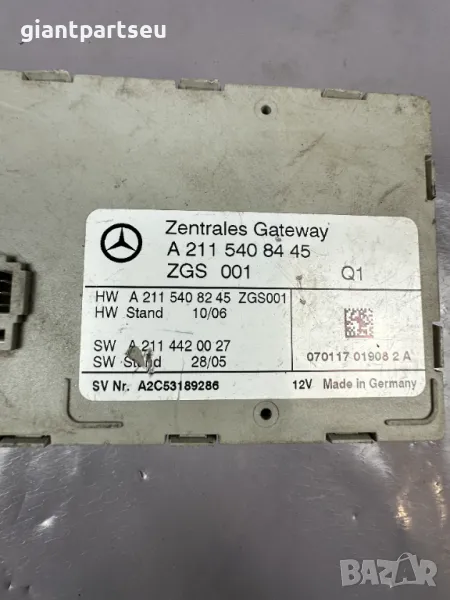 giantpartseu
Zentrales Gateway
A 211 540 84 45
ZGS 001 Q1
HW A 211 540 82 45 ZGS001
HW Stand 10/06
SW A 211 442 00 27
SW Stand 28/05
070117 01908 2 A
SV Nr. A2C53189286 12V Made in Germany
BAZAR